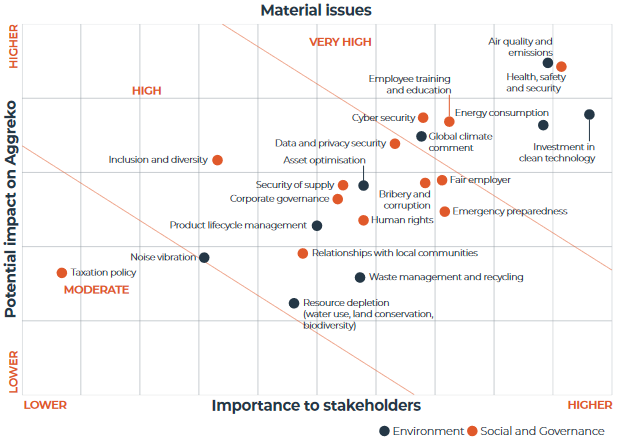 Material issues
HIGHER
VERY HIGH
Air quality and
emissions
Health, safety
and security
Employee training
and education
HIGH
Cyber security
Energy consumption
Global climate
comment
Investment in
clean technology
Data and privacy security
Asset optimisation
Inclusion and diversity
Security of supply
Corporate governance
Bribery and
corruption
Fair employer
Emergency preparedness
Human rights
Product lifecycle management
Potential impact on Aggreko
Noise vibration
Relationships with local communities
Taxation policy
Waste management and recycling
MODERATE
Resource depletion
(water use, land conservation,
biodiversity)
LOWER
LOWER
Importance to stakeholders
HIGHER
Environment
Social and Governance